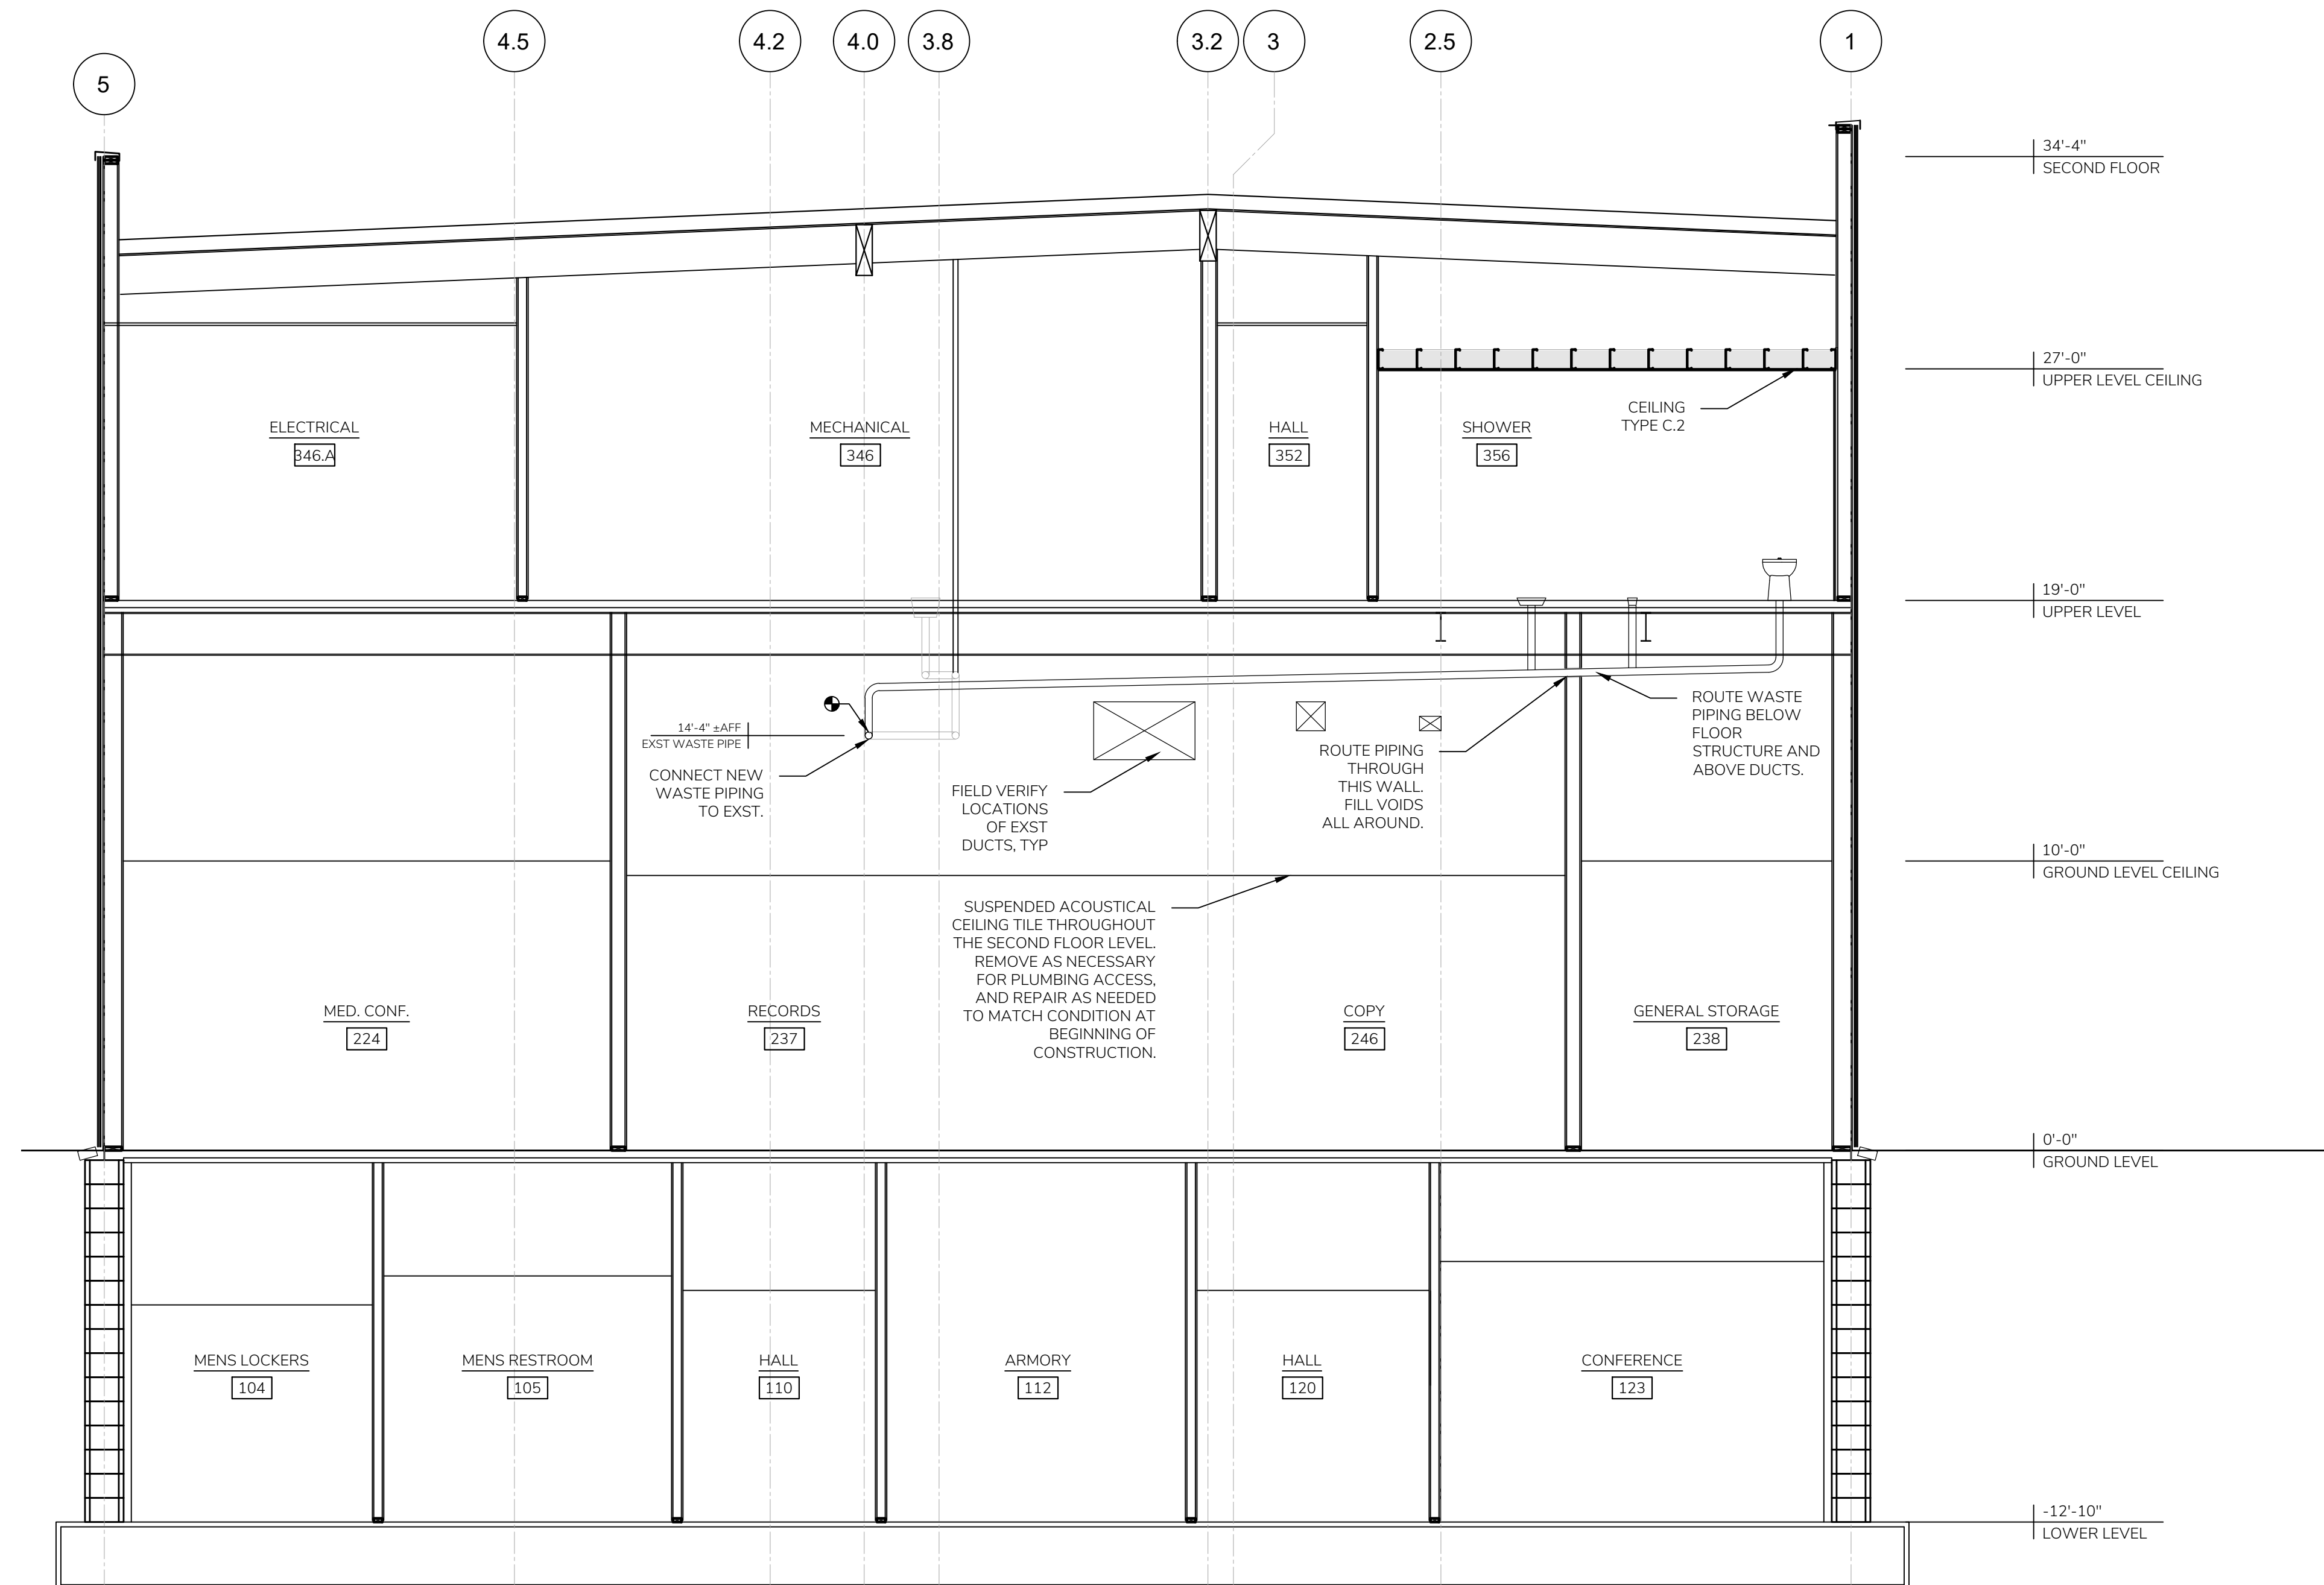 5
4.5
4.2
4.0
3.8
3.2
3
2.5
1
34'-4"
SECOND FLOOR
27'-0"
UPPER LEVEL CEILING
CEILING
TYPE C.2
ELECTRICAL
346.A
MECHANICAL
346
HALL
352
SHOWER
356
19'-0"
UPPER LEVEL
14'-4" ±AFF
EXST WASTE PIPE
CONNECT NEW
WASTE PIPING
TO EXST.
FIELD VERIFY
LOCATIONS
OF EXST
DUCTS, TYP
ROUTE PIPING
THROUGH
THIS WALL.
FILL VOIDS
ALL AROUND.
ROUTE WASTE
PIPING BELOW
FLOOR
STRUCTURE AND
ABOVE DUCTS.
10'-0"
GROUND LEVEL CEILING
SUSPENDED ACOUSTICAL
CEILING TILE THROUGHOUT
THE SECOND FLOOR LEVEL.
REMOVE AS NECESSARY
FOR PLUMBING ACCESS,
AND REPAIR AS NEEDED
TO MATCH CONDITION AT
BEGINNING OF
CONSTRUCTION.
MED. CONF.
224
RECORDS
237
COPY
246
GENERAL STORAGE
238
0'-0"
GROUND LEVEL
MENS LOCKERS
104
MENS RESTROOM
105
HALL
110
ARMORY
112
HALL
120
CONFERENCE
123
-12'-10"
LOWER LEVEL